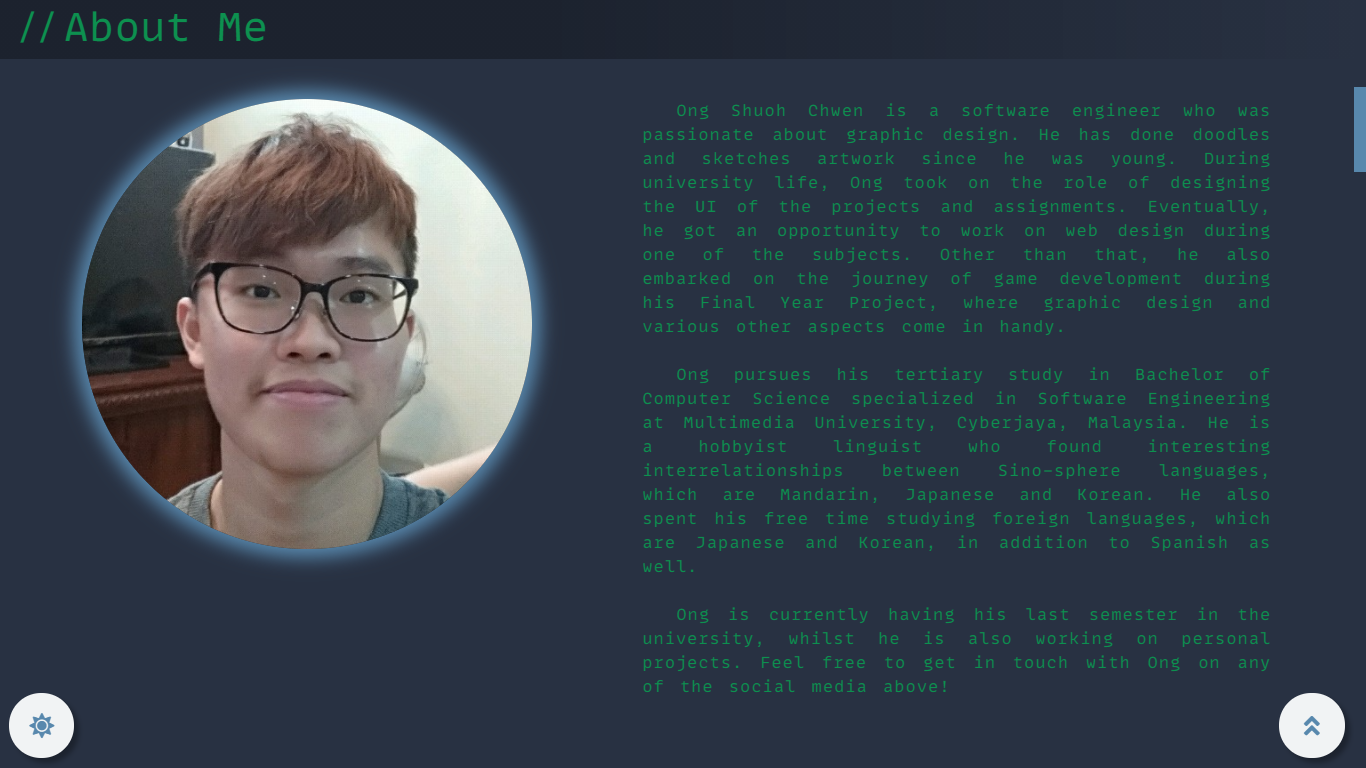 //About Me
Ong Shuoh Chwen is a software engineer who was
passionate about graphic design. He has done doodles
and sketches artwork since he was young. During
university life, Ong took on the role of designing
the UI of the projects and assignments. Eventually,
he got an opportunity to work on web design during
one of the subjects. Other than that, he also
embarked on the journey of game development during
his Final Year Project, where graphic design and
various other aspects come in handy.
Ong pursues his tertiary study in Bachelor of
Computer Science specialized in Software Engineering
at Multimedia University, Cyberjaya, Malaysia. He is
a hobbyist linguist who found interesting
interrelationships between Sino-sphere languages,
which are Mandarin, Japanese and Korean. He also
spent his free time studying foreign languages, which
are Japanese and Korean, in addition to Spanish as
well.
Ong is currently having his last semester in the
university, whilst he is also working on personal
projects. Feel free to get in touch with Ong on any
of the social media above!